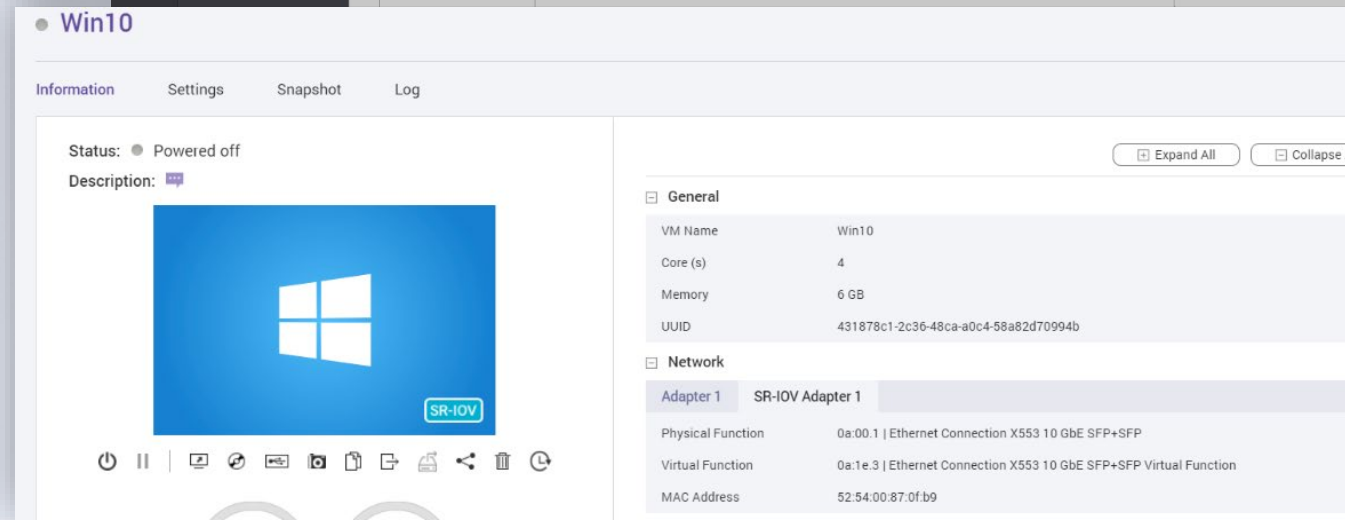 Win10
Information Settings Snapshot Log
Status: Powered off
Description:
SR-IOV
Expand All Collapse
General
VM Name Win10
Core (s) 4
Memory 6 GB
UUID 431878c1-2c36-48ca-a0c4-58a82d70994b
Network
Adapter 1 SR-IOV Adapter 1
Physical Function 0a:00.1 | Ethernet Connection X553 10 GbE SFP+SFP
Virtual Function 0a:1e.3 | Ethernet Connection X553 10 GbE SFP+SFP Virtual Function
MAC Address 52:54:00:87:0f:b9